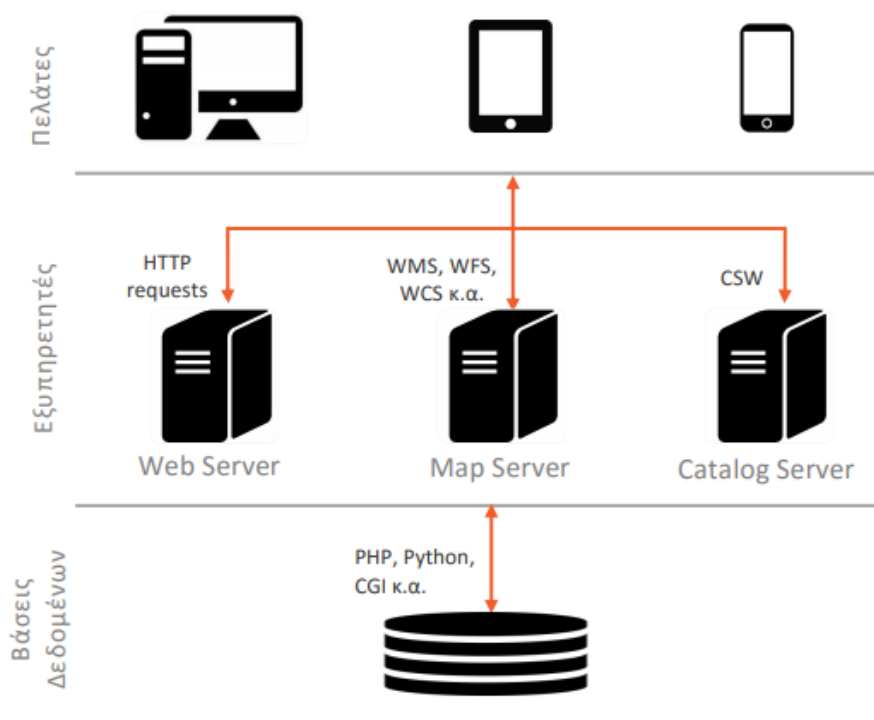 Πελάτες
HTTP
requests
WMS, WFS,
WCS κ.α.
CSW
Εξυπηρετητές
Web Server
Map Server
Catalog Server
PHP, Python,
CGI κ.α.
Βάσεις
Δεδομένων